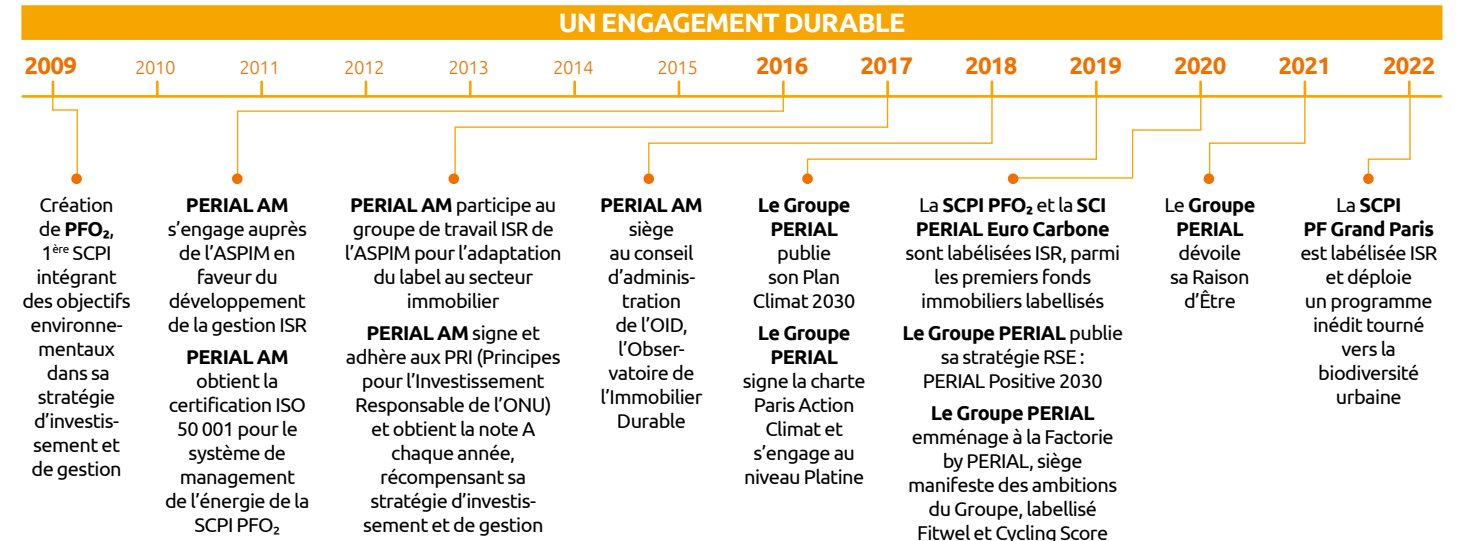 UN ENGAGEMENT DURABLE
2009 2010 2011 2012 2013 2014 2015 2016 2017 2018 2019 2020 2021 2022
Création
de PFO₂,
1ère SCPI
intégrant
des objectifs
environne-
mentaux
dans sa
stratégie
d’investis-
sement et
de gestion
PERIAL AM
s’engage auprès
de l’ASPIM en
faveur du
développement
de la gestion ISR
PERIAL AM
obtient la
certification ISO
50 001 pour le
système de
management
de l’énergie de la
SCPI PFO₂
PERIAL AM participe au
groupe de travail ISR de
l’ASPIM pour l’adaptation
du label au secteur
immobilier
PERIAL AM signe et
adhère aux PRI (Principes
pour l’Investissement
Responsable de l’ONU)
et obtient la note A
chaque année,
récompensant sa
stratégie d’investis-
sement et de gestion
PERIAL AM
siège
au conseil
d’adminis-
tration
de l’OID,
l’Obser-
vatoire de
l’Immobilier
Durable
Le Groupe
PERIAL
publie
son Plan
Climat 2030
Le Groupe
PERIAL
signe la charte
Paris Action
Climat et
s’engage au
niveau Platine
La SCPI PFO₂ et la SCI
PERIAL Euro Carbone
sont labélisées ISR, parmi
les premiers fonds
immobiliers labellisés
Le Groupe PERIAL publie
sa stratégie RSE :
PERIAL Positive 2030
Le Groupe PERIAL
emménage à la Factorie
by PERIAL, siège
manifeste des ambitions
du Groupe, labellisé
Fitwel et Cycling Score
Le Groupe
PERIAL
dévoile
sa Raison
d’Être
La SCPI
PF Grand Paris
est labélisée ISR
et déploie
un programme
inédit tourné
vers la
biodiversité
urbaine